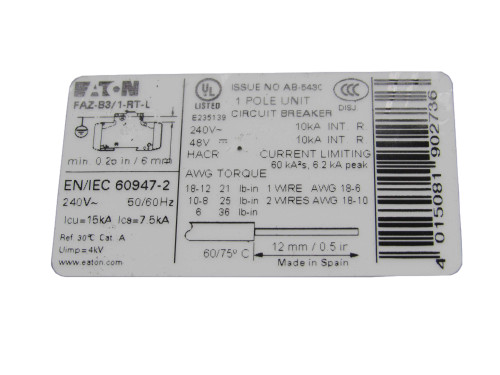 EATON
FAZ-B3/1-RT-L
min 0.2 in / 6 mm
EN/IEC 60947-2
240V~ 50/60Hz
Icu=15kA Ics=7.5kA
Ref 30°C Cat. A
Uimp=4kV
www.eaton.com
UL
LISTED
E235139
ISSUE NO
1 POLE UNIT
CIRCUIT BREAKER
CCC
DISJ
240V~ 10kA INT R
48V 10kA INT R
HACR CURRENT LIMITING
60 kA²s, 6.2 kA peak
AWG TORQUE
18-12 21 lb-in 1 WIRE AWG 18-6
10-8 25 lb-in 2 WIRES AWG 18-10
6 36 lb-in
60/75° C
12 mm / 0.5 in
Made in Spain
4 015081 902736